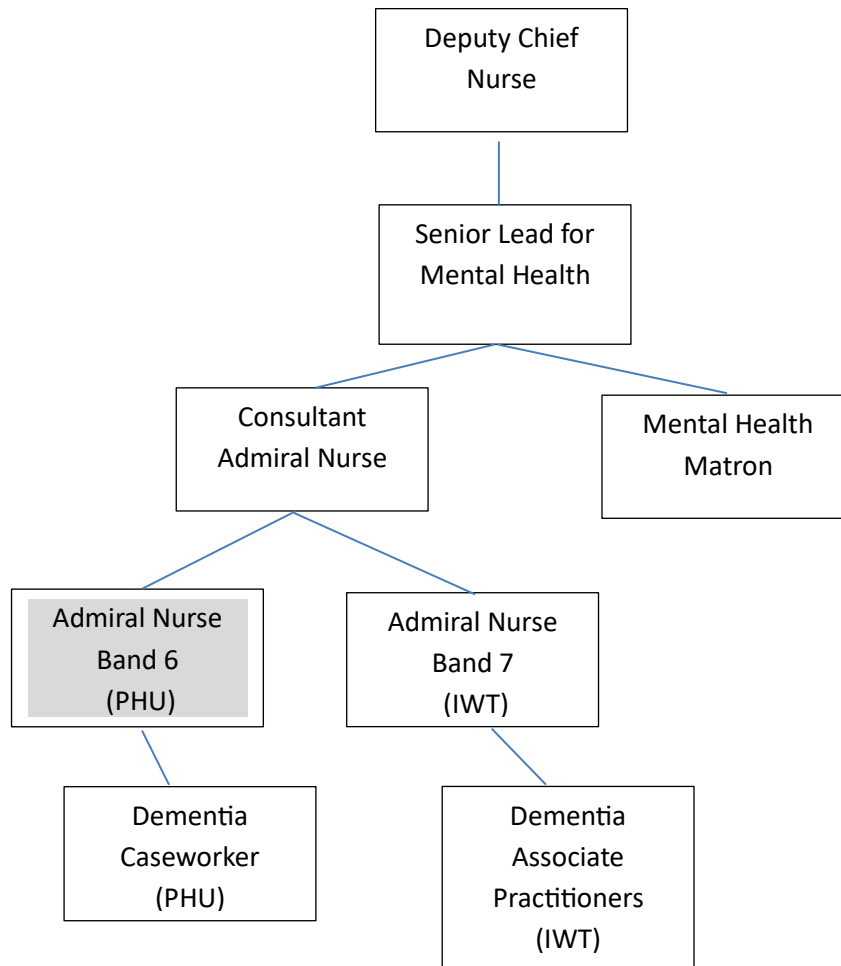 Deputy Chief
Nurse
Senior Lead for
Mental Health
Consultant
Admiral Nurse
Mental Health
Matron
Admiral Nurse
Band 6
(PHU)
Admiral Nurse
Band 7
(IWT)
Dementia
Caseworker
(PHU)
Dementia
Associate
Practitioners
(IWT)